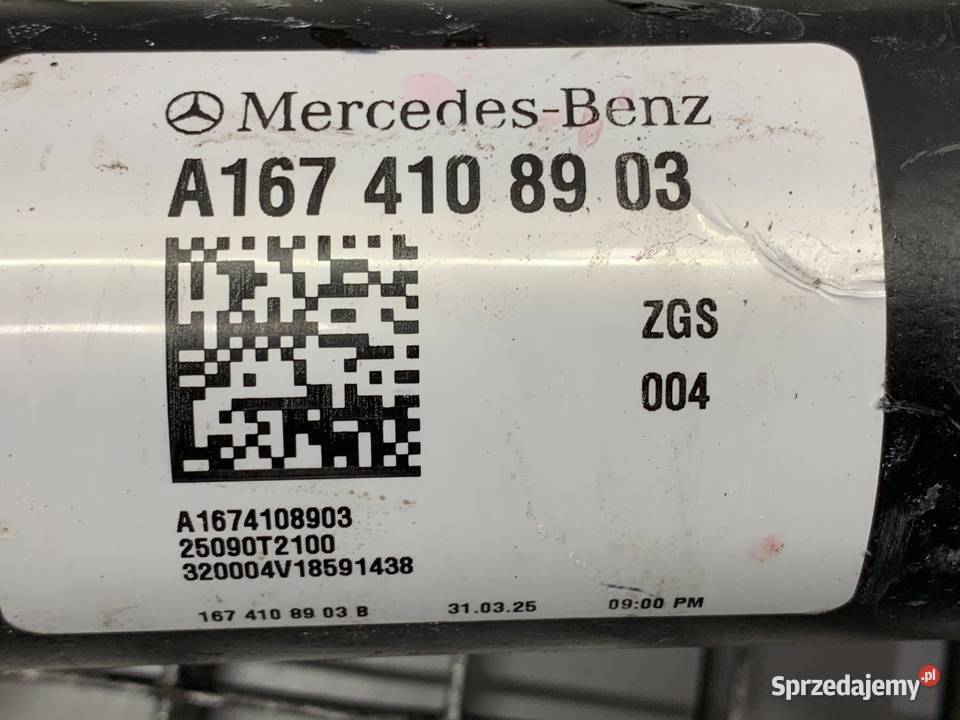 Mercedes-Benz
A167 410 89 03
ZGS
004
A1674108903
25090T2100
320004V18591438
167 410 89 03 B 31.03.25 09:00 PM
Sprzedajemy.pl